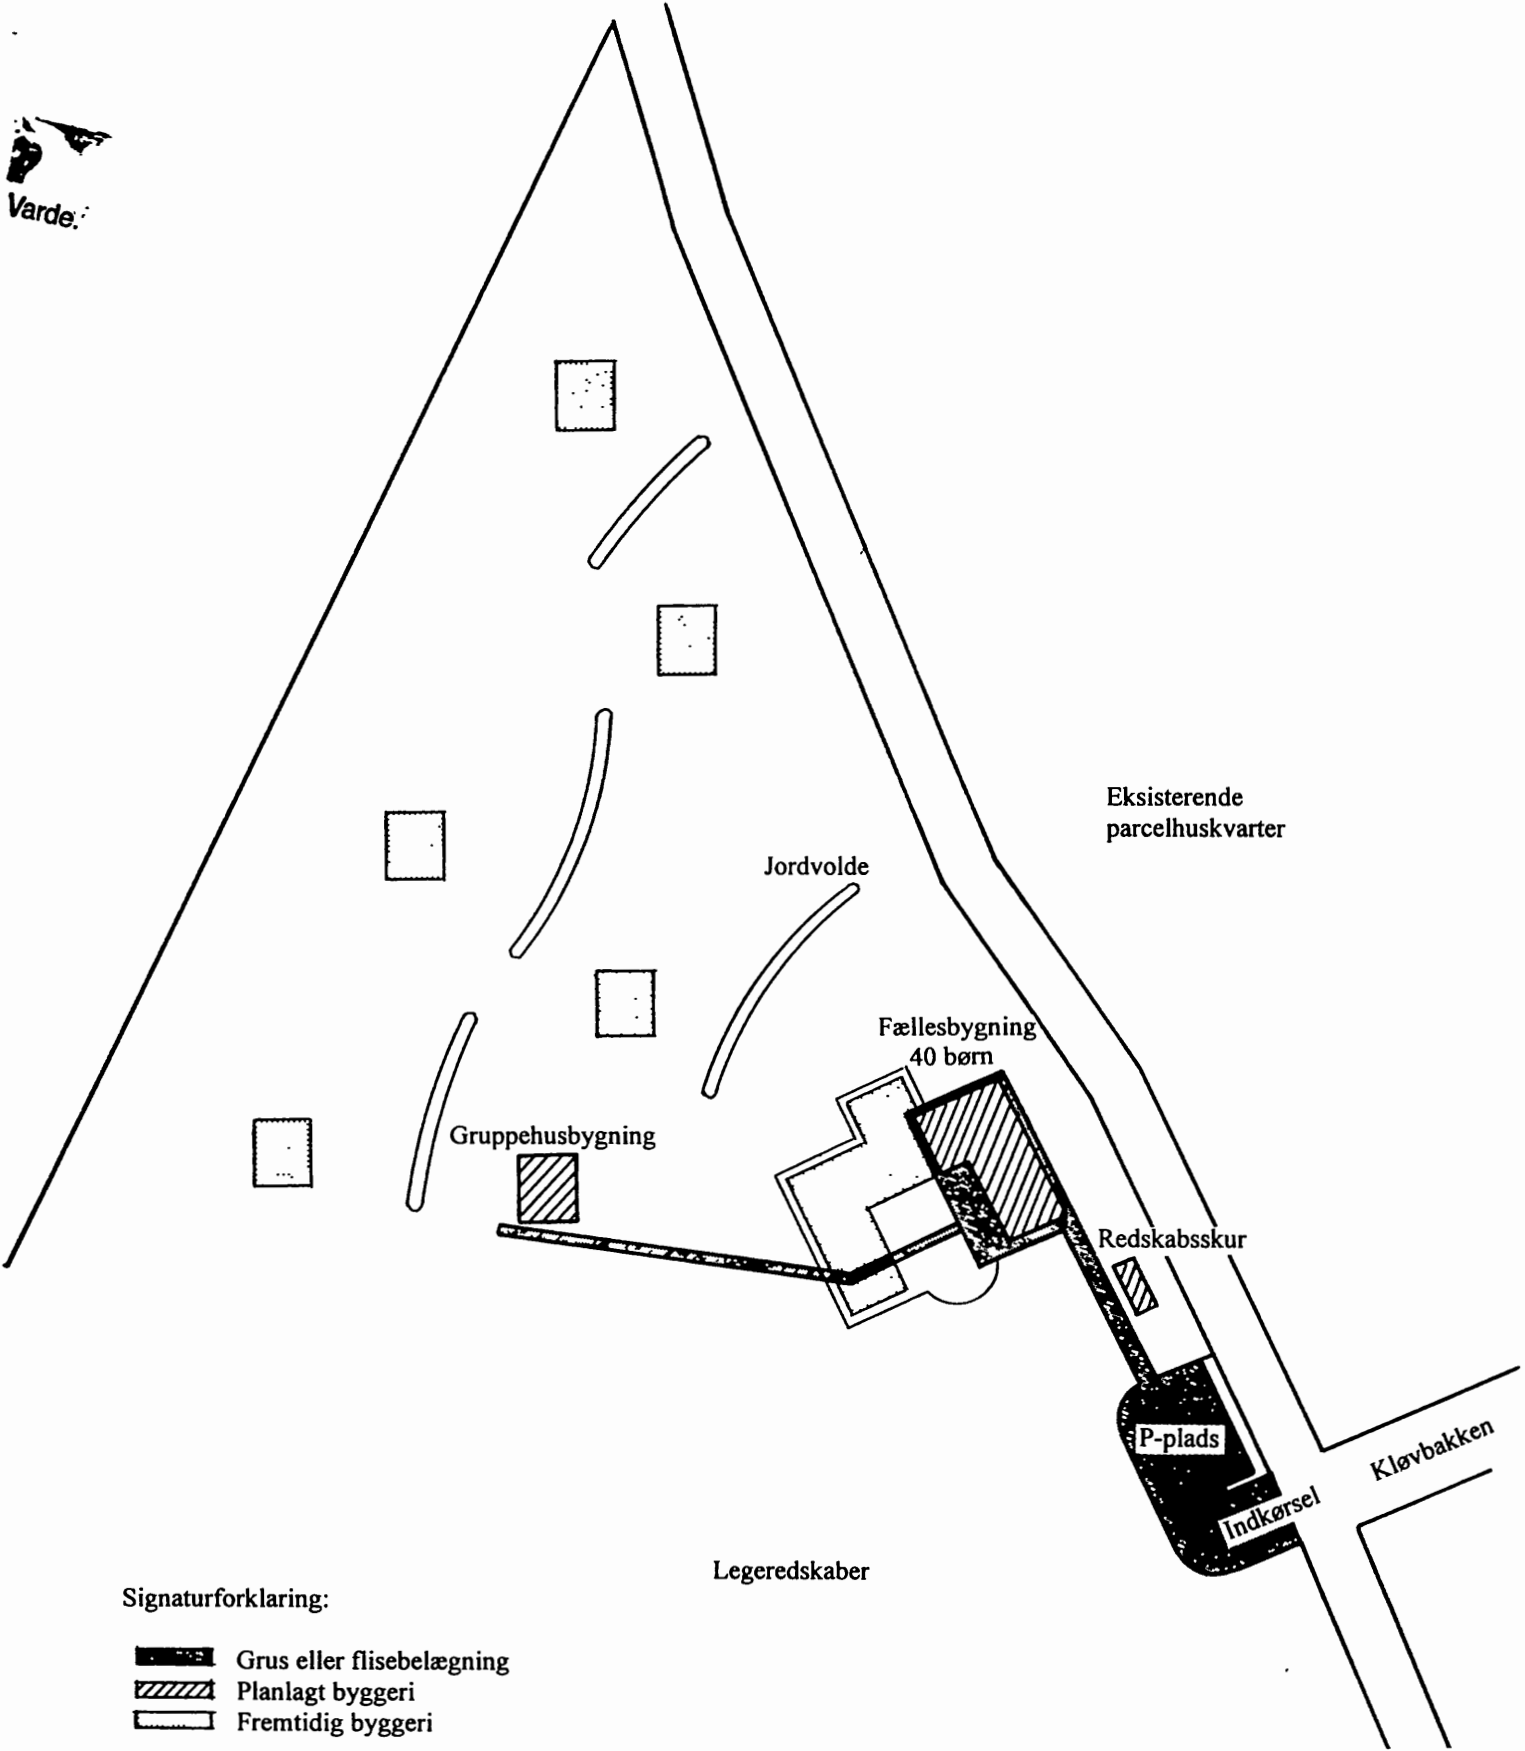 Varde.
Eksisterende
parcelhuskvarter
Jordvolde
Fællesbygning
40 børn
Gruppehusbygning
Redskabsskur
P-plads
Kløvbakken
Indkørsel
Legeredskaber
Signaturforklaring:
Grus eller flisebelægning
Planlagt byggeri
Fremtidig byggeri